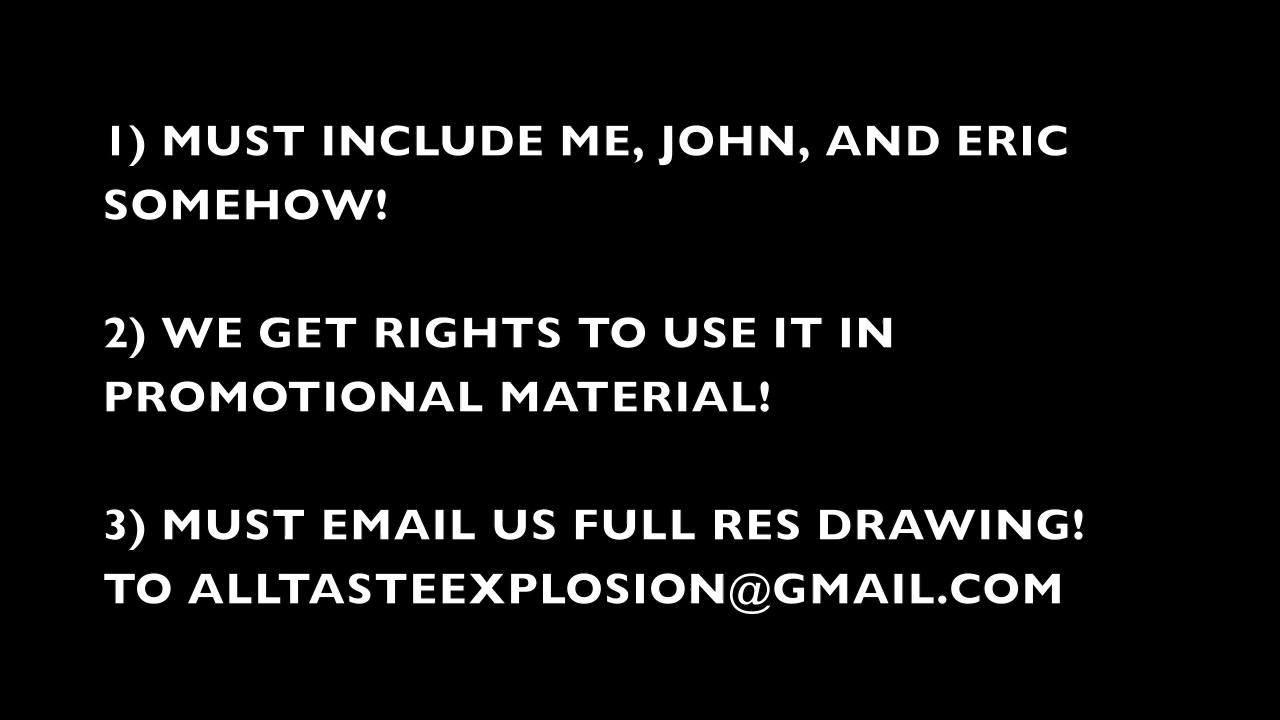 1) MUST INCLUDE ME, JOHN, AND ERIC
SOMEHOW!
2) WE GET RIGHTS TO USE IT IN
PROMOTIONAL MATERIAL!
3) MUST EMAIL US FULL RES DRAWING!
TO ALLTASTEEXPLOSION@GMAIL.COM